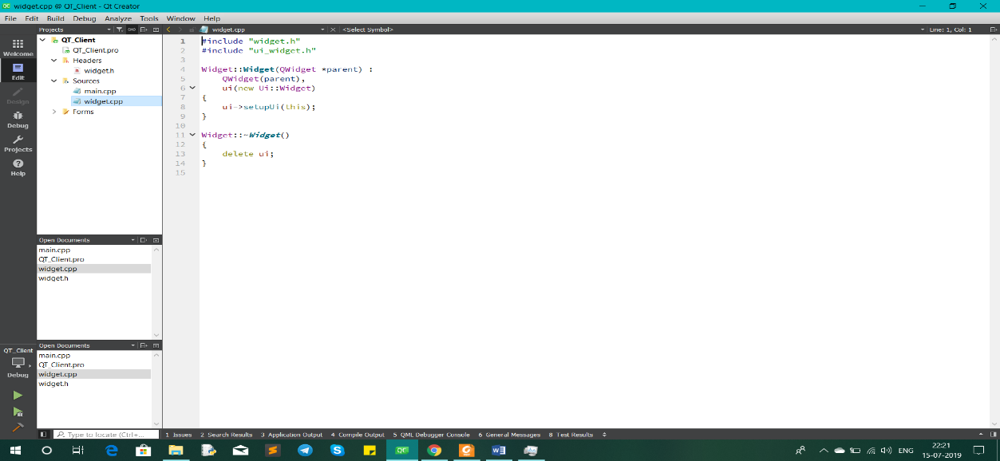 widget.cpp @ QT_Client - Qt Creator
File Edit Build Debug Analyze Tools Window Help
Projects
widget.cpp
<Select Symbol>
Line: 1, Col: 1
Welcome
Edit
Design
Debug
Projects
Help
QT_Client
QT_Client.pro
Headers
widget.h
Sources
main.cpp
widget.cpp
Forms
1 #include "widget.h"
2 #include "ui_widget.h"
3
4 Widget::Widget(QWidget *parent) :
5 QWidget(parent),
6 ui(new Ui::Widget)
7 {
8 ui->setupUi(this);
9 }
10
11 Widget::~Widget()
12 {
13 delete ui;
14 }
15
Open Documents
main.cpp
QT_Client.pro
widget.cpp
widget.h
Open Documents
main.cpp
QT_Client.pro
widget.cpp
widget.h
QT_Client
Debug
Type to locate (Ctrl+...
1 Issues 2 Search Results 3 Application Output 4 Compile Output 5 QML Debugger Console 6 General Messages 8 Test Results
ENG
22:21
15-07-2019